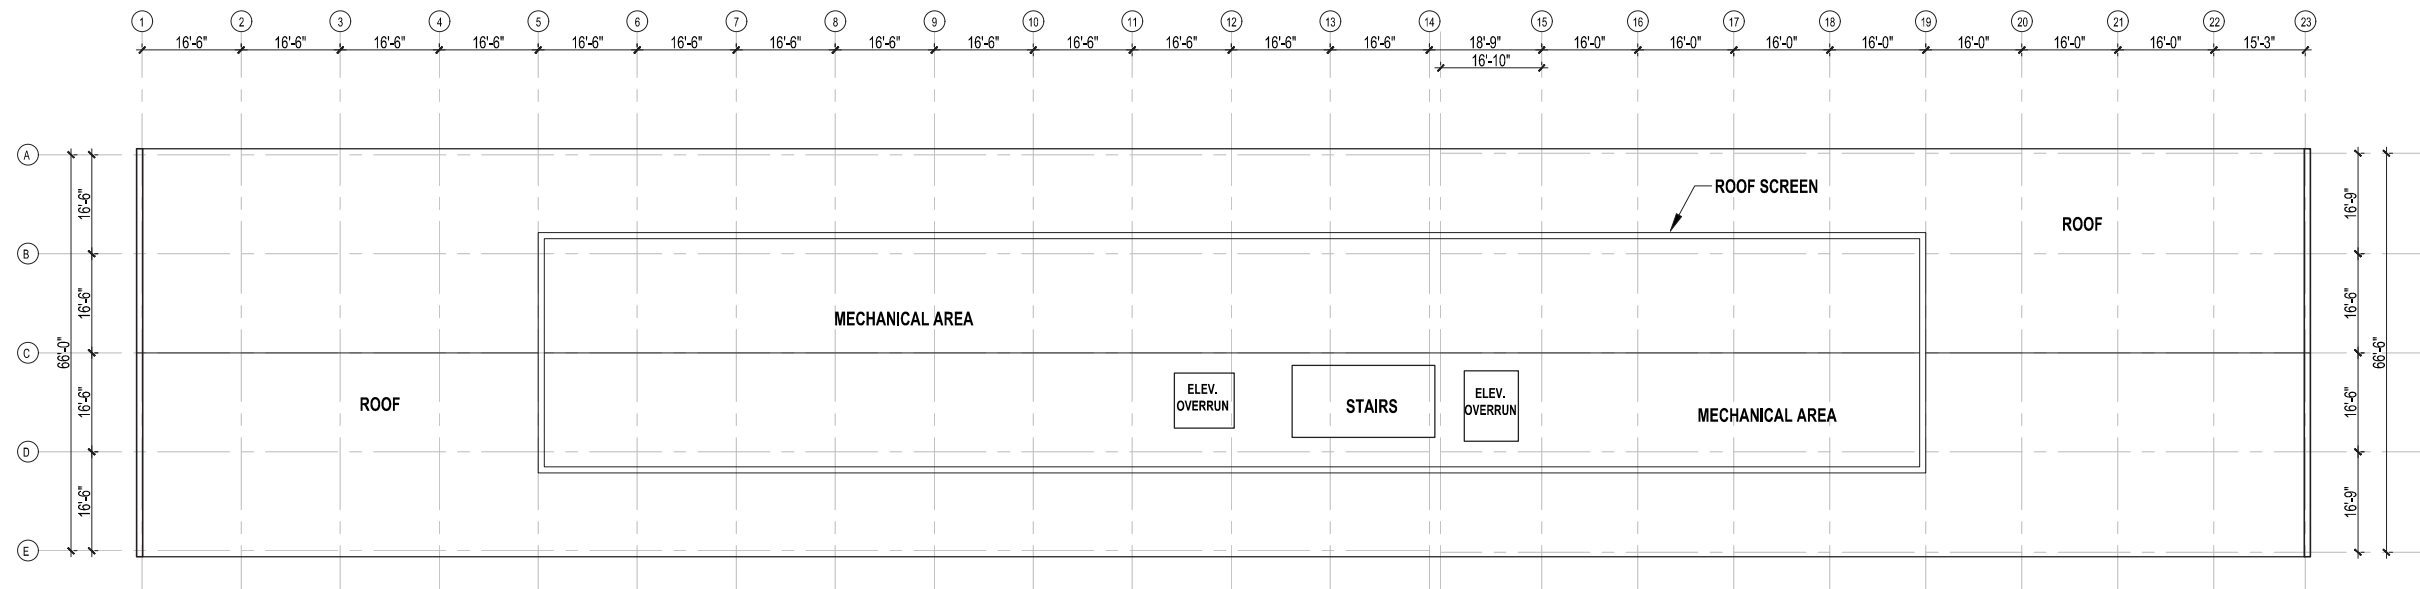 1 2 3 4 5 6 7 8 9 10 11 12 13 14 15 16 17 18 19 20 21 22 23
16'-6" 16'-6" 16'-6" 16'-6" 16'-6" 16'-6" 16'-6" 16'-6" 16'-6" 16'-6" 16'-6" 16'-6" 16'-6" 18'-9" 16'-0" 16'-0" 16'-0" 16'-0" 16'-0" 16'-0" 16'-0" 15'-3"
16'-10"
A
B
C
D
E
66'-0"
16'-6"
16'-6"
16'-6"
16'-6"
ROOF SCREEN
ROOF
MECHANICAL AREA
ROOF
ELEV.
OVERRUN
STAIRS
ELEV.
OVERRUN
MECHANICAL AREA
16'-9"
16'-6"
16'-6"
16'-9"
66'-6"